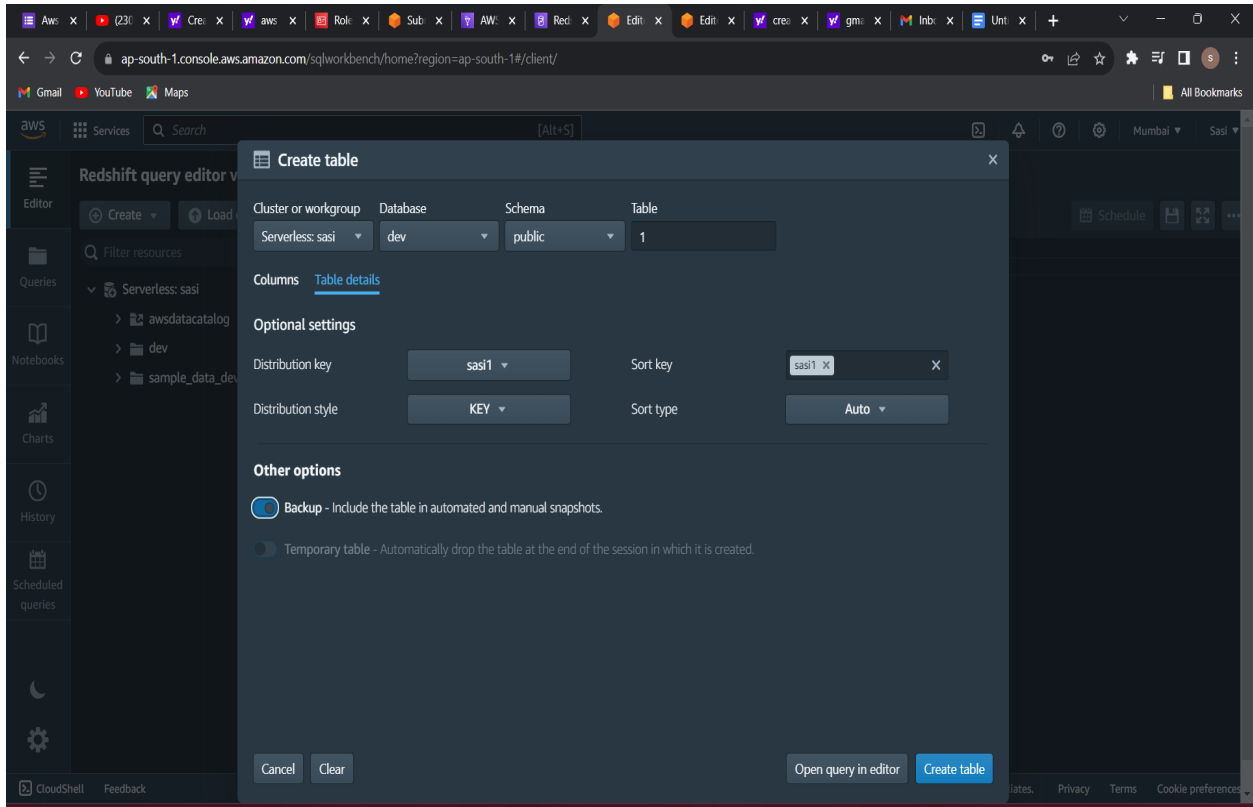 Aws
(230
Crea
aws
Role
Sub
AWS
Red
Edit
Edit
crea
gma
Inbo
Unt
ap-south-1.console.aws.amazon.com/sqlworkbench/home?region=ap-south-1#/client/
S
Gmail YouTube Maps All Bookmarks
aws Services Search [Alt+S] Mumbai Sasi
Create table
Redshift query editor v
Editor
Create Load
Cluster or workgroup Database Schema Table
Serverless: sasi dev public 1
Filter resources
Queries
Columns Table details
Serverless: sasi
awsdatacatalog
dev
sample_data_dev
Notebooks
Charts
History
Scheduled
queries
Schedule
Optional settings
Distribution key sasi1 Sort key sasi1
Distribution style KEY Sort type Auto
Other options
Backup - Include the table in automated and manual snapshots.
Temporary table - Automatically drop the table at the end of the session in which it is created.
Cancel Clear Open query in editor Create table
CloudShell Feedback iates. Privacy Terms Cookie preferences